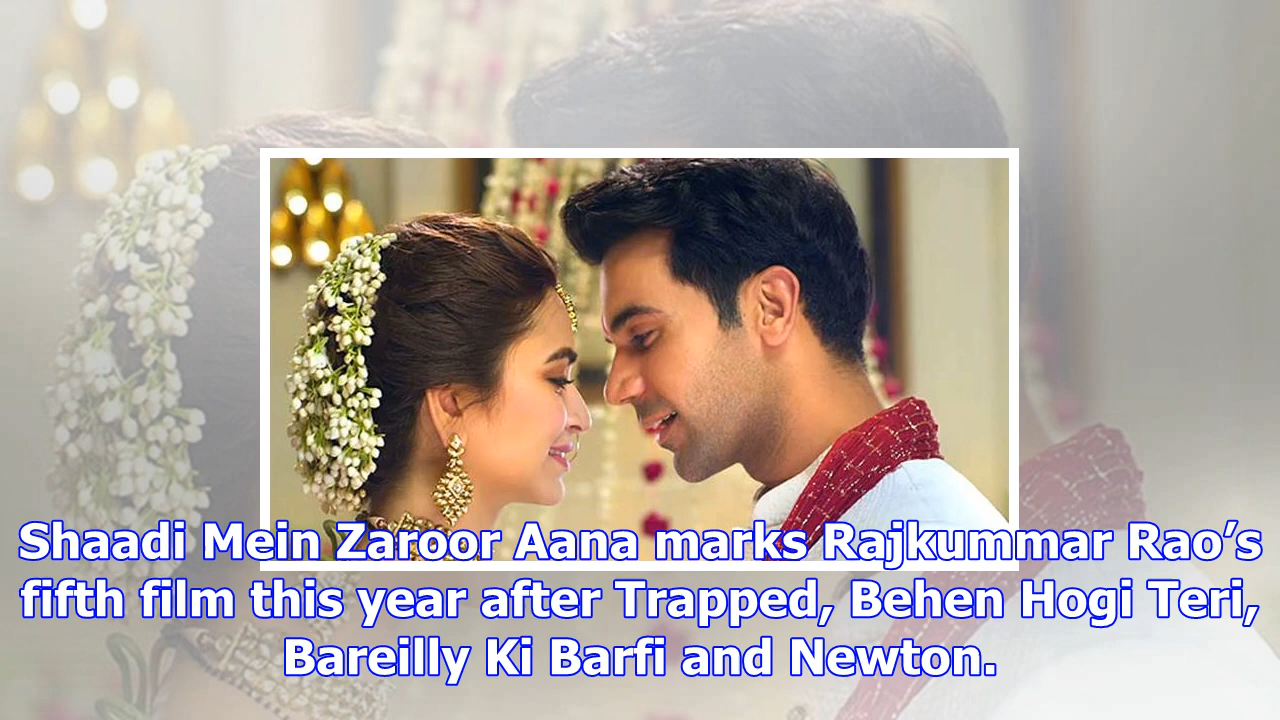 Shaadi Mein Zaroor Aana marks Rajkummar Rao’s
fifth film this year after Trapped, Behen Hogi Teri,
Bareilly Ki Barfi and Newton.